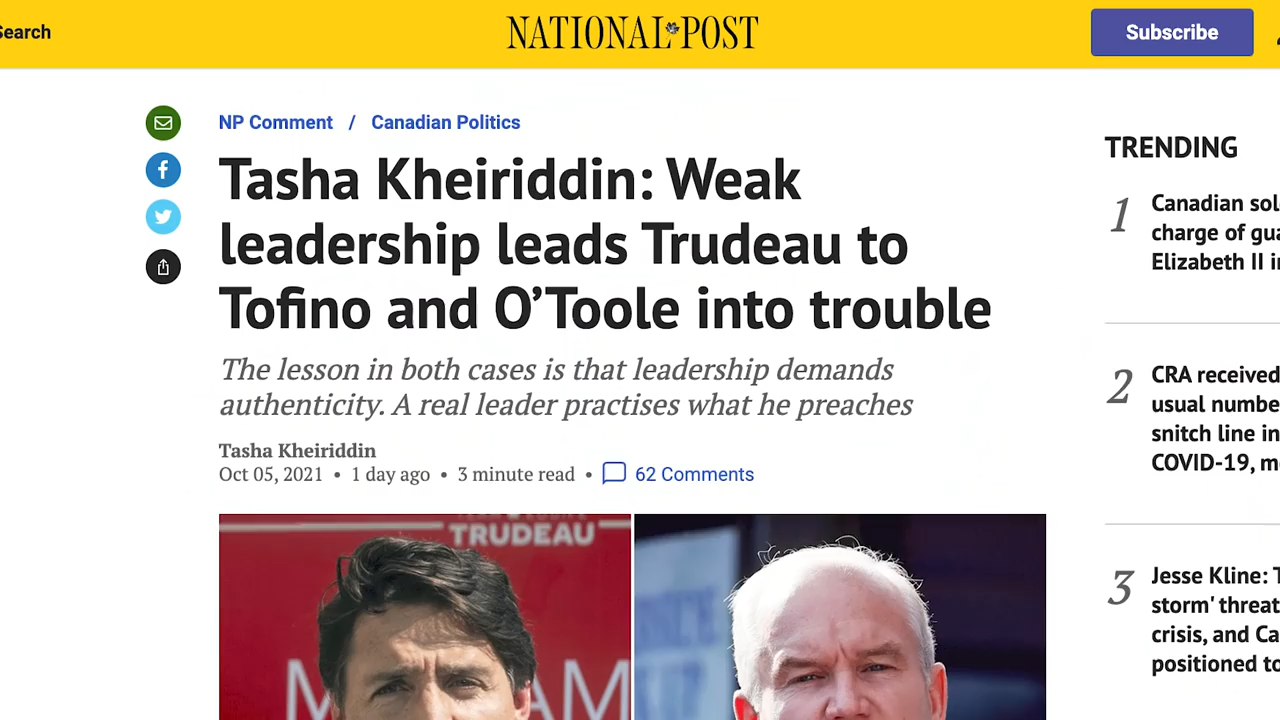 Search
NATIONAL POST
Subscribe
NP Comment / Canadian Politics
Tasha Kheiriddin: Weak
leadership leads Trudeau to
Tofino and O’Toole into trouble
The lesson in both cases is that leadership demands
authenticity. A real leader practises what he preaches
Tasha Kheiriddin
Oct 05, 2021 • 1 day ago • 3 minute read • 62 Comments
TRUDEAU
TRENDING
1
Canadian
charge of
Elizabeth II
2
CRA received
usual
snitch line in
COVID-19,
3
Jesse Kline:
storm' threat
crisis, and
positioned to